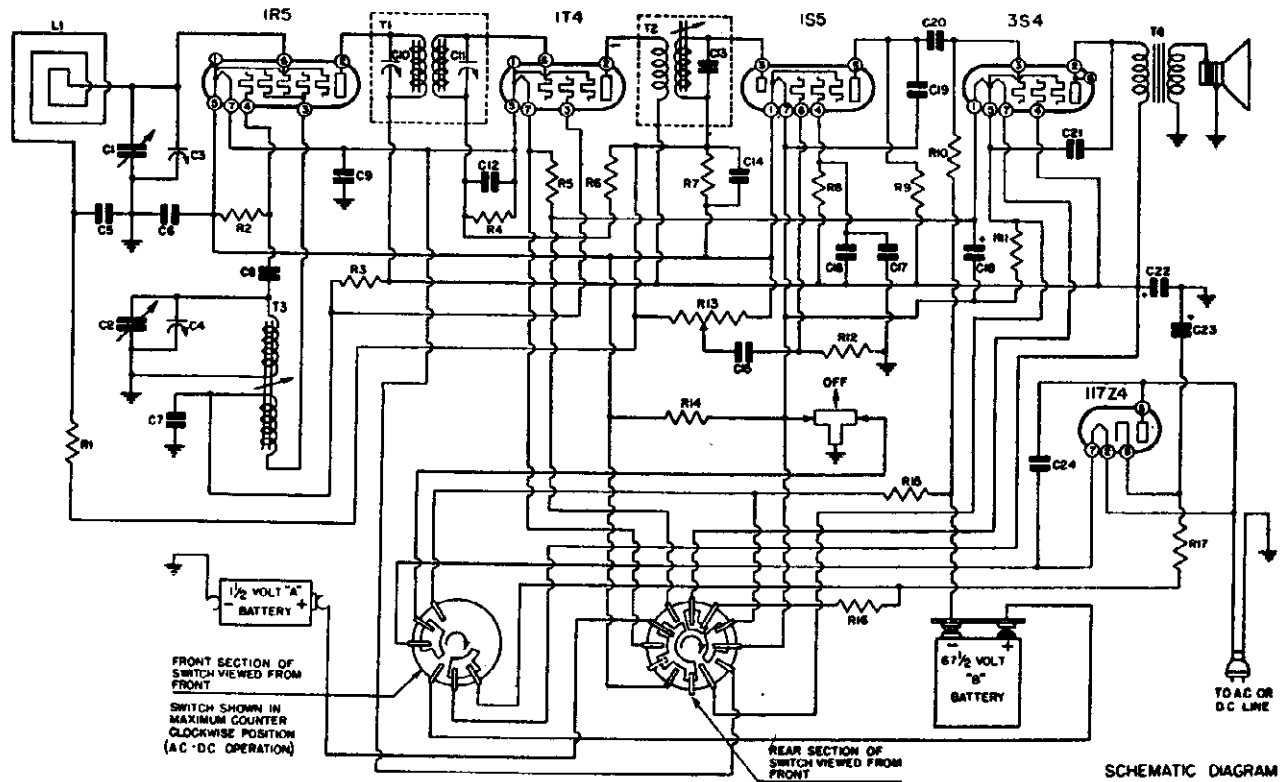 1R5
1T4
1S5
3S4
L1
T1
C10
C11
T2
C13
C20
C19
T4
C1
C3
C9
C12
R5
R6
R7
C14
R8
R9
R10
C21
C5
C6
R2
R4
C16
C17
C18
R11
C8
R3
C22
C2
C4
T3
R13
C15
R12
C23
OFF
117Z4
C7
R1
R14
C24
R15
R17
1½ VOLT "A"
- BATTERY +
R16
FRONT SECTION OF
SWITCH VIEWED FROM
FRONT
SWITCH SHOWN IN
MAXIMUM COUNTER
CLOCKWISE POSITION
(AC-DC OPERATION)
- +
67½ VOLT
"B"
BATTERY
TO A.C. OR
D.C. LINE
REAR SECTION OF
SWITCH VIEWED FROM
FRONT
SCHEMATIC DIAGRAM